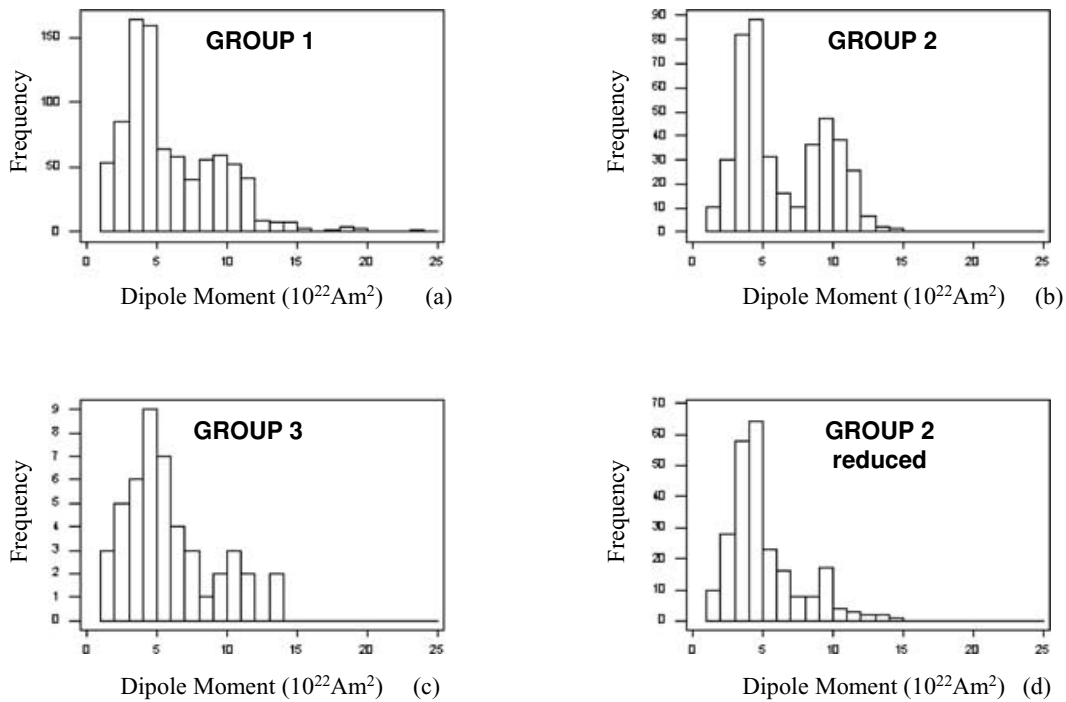 GROUP 1
Frequency
150
100
50
0
0 5 10 15 20 25
Dipole Moment (10²²Am²) (a)
GROUP 2
Frequency
90
80
70
60
50
40
30
20
10
0
0 5 10 15 20 25
Dipole Moment (10²²Am²) (b)
GROUP 3
Frequency
9
8
7
6
5
4
3
2
1
0
0 5 10 15 20 25
Dipole Moment (10²²Am²) (c)
GROUP 2
reduced
Frequency
70
60
50
40
30
20
10
0
0 5 10 15 20 25
Dipole Moment (10²²Am²) (d)